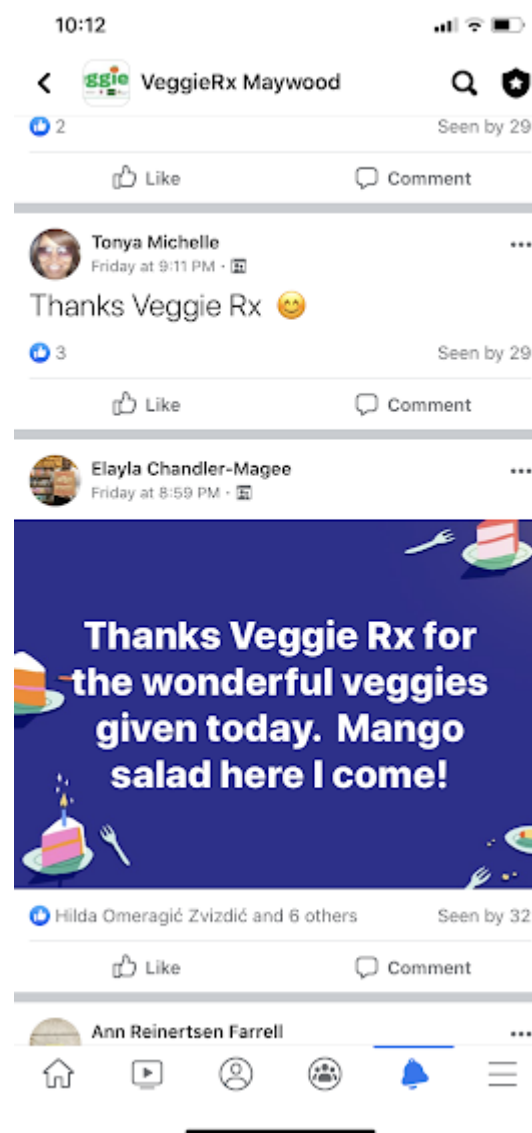 10:12
ggie
VeggieRx Maywood
2
Seen by 29
Like
Comment
Tonya Michelle
Friday at 9:11 PM ·
Thanks Veggie Rx 😊
3
Seen by 29
Like
Comment
Elayla Chandler-Magee
Friday at 8:59 PM ·
Thanks Veggie Rx for
the wonderful veggies
given today. Mango
salad here I come!
Hilda Omeragić Zvizdić and 6 others
Seen by 32
Like
Comment
Ann Reinertsen Farrell